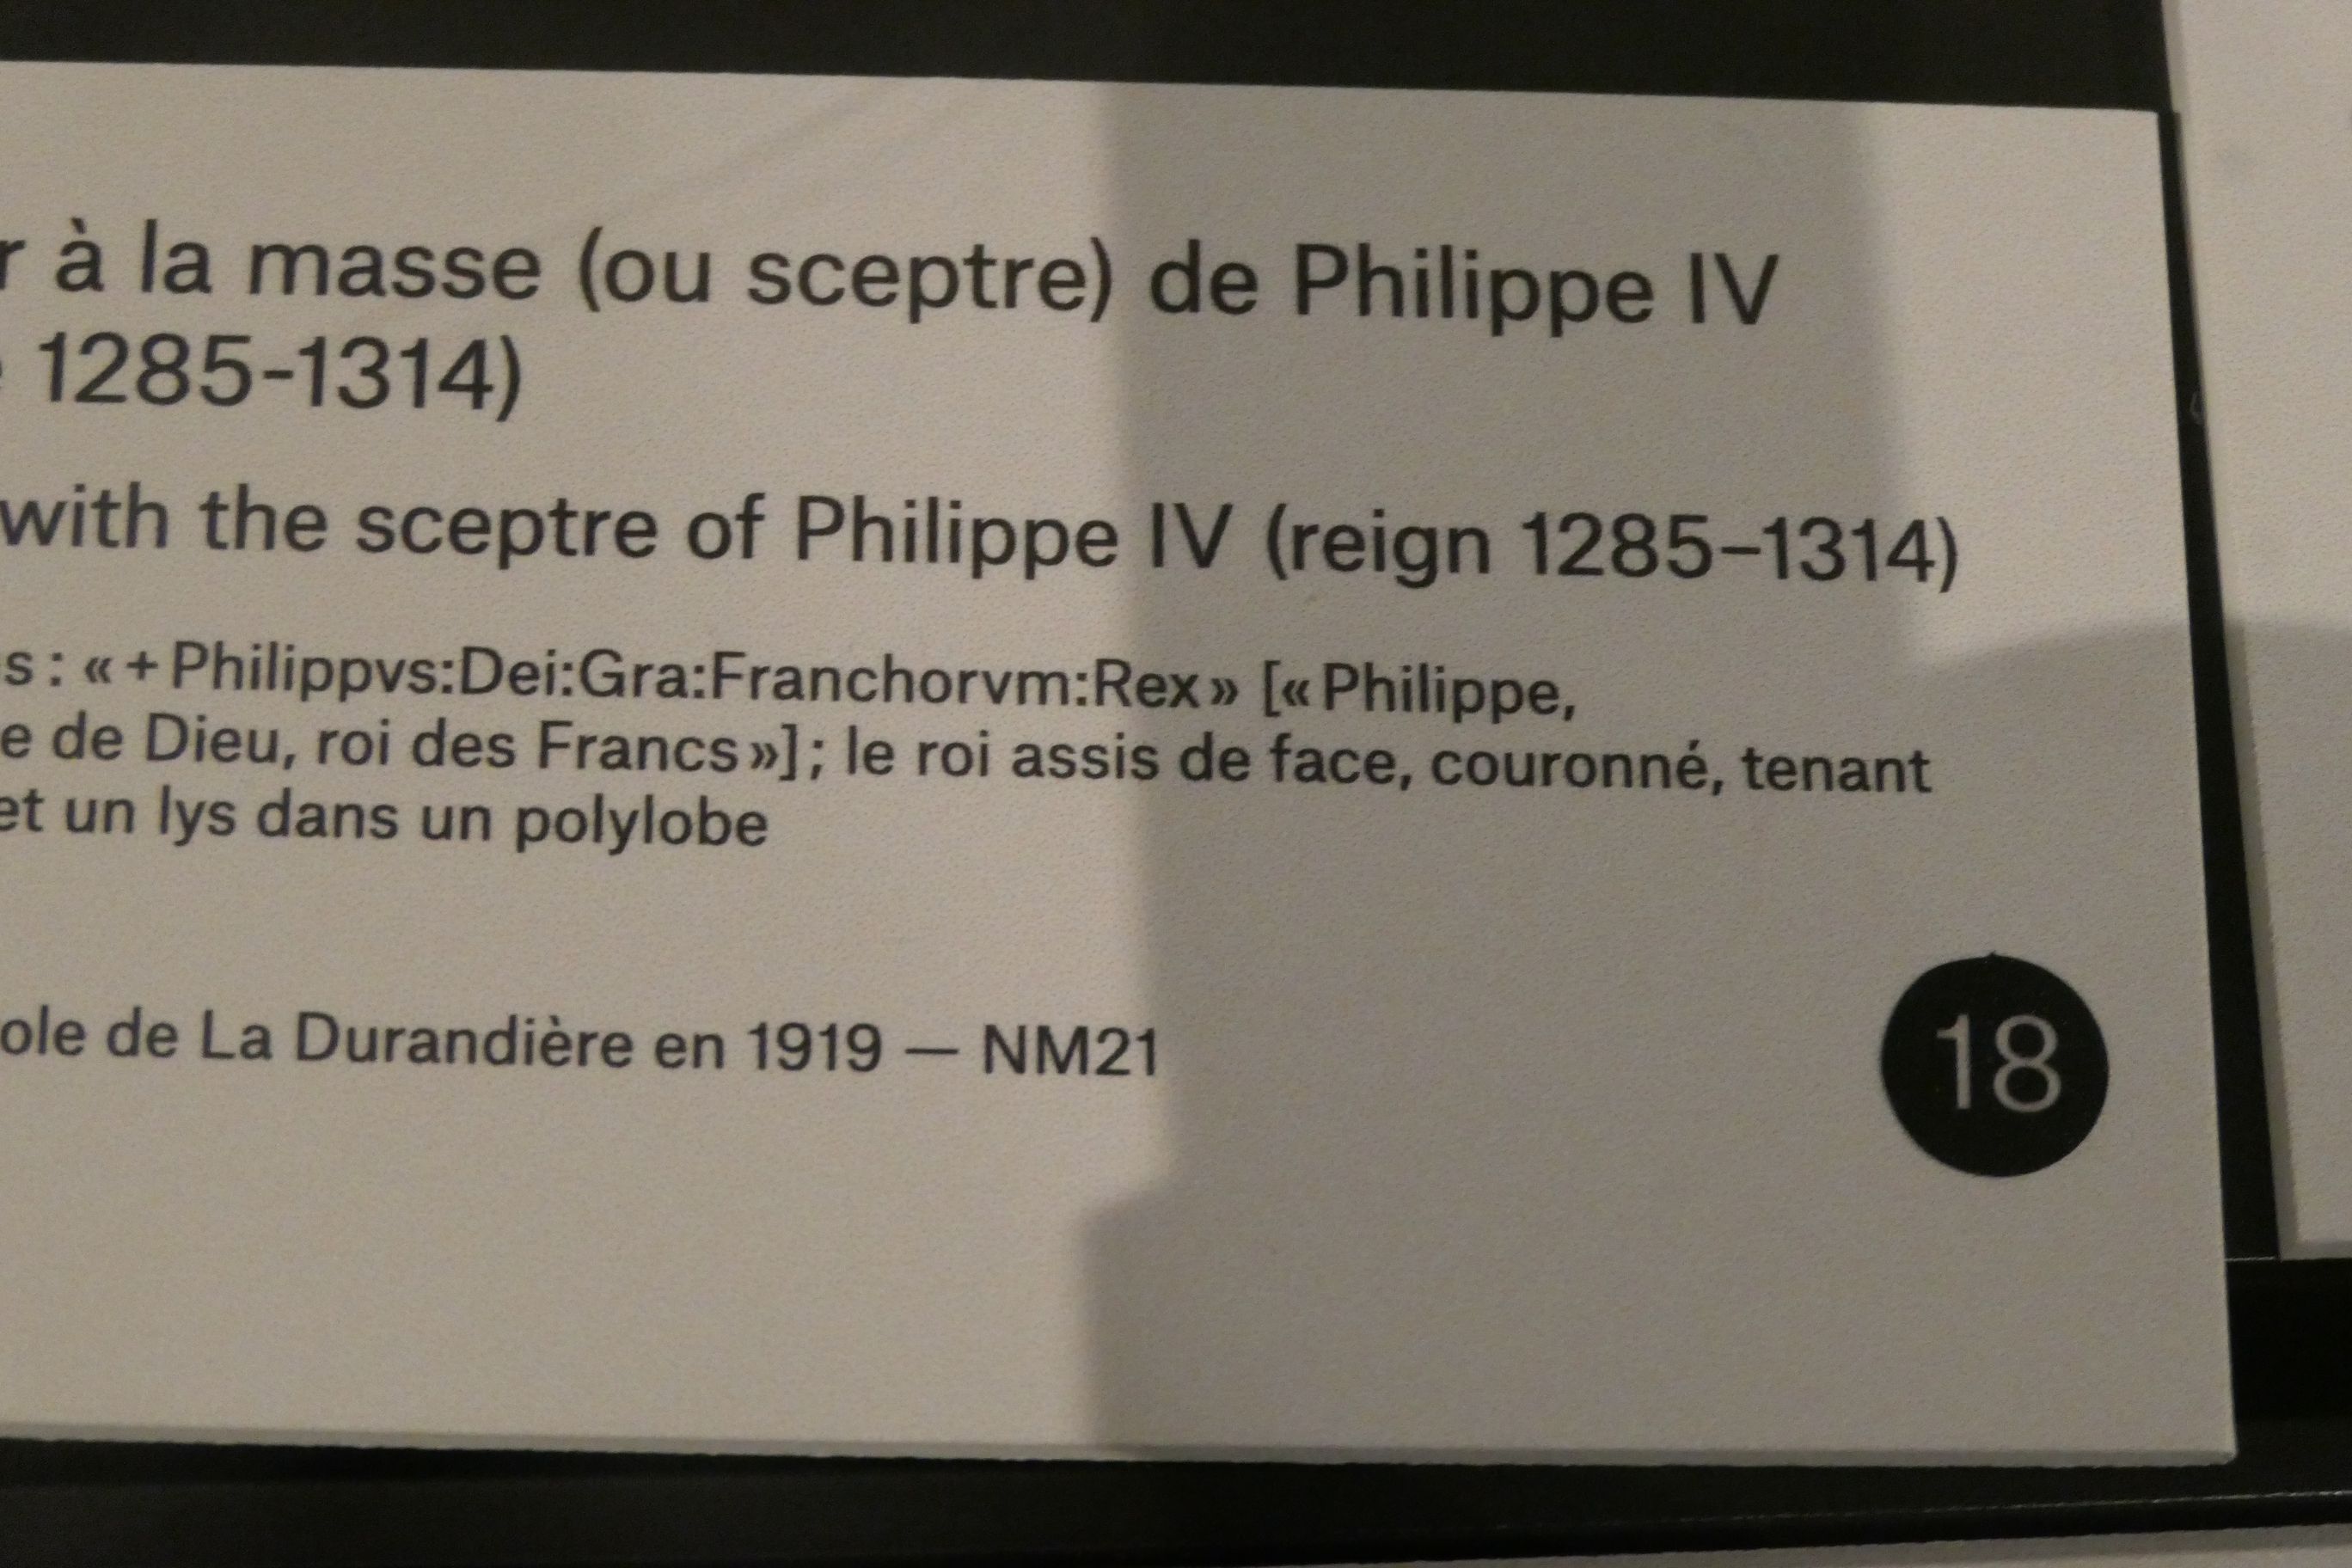 r à la masse (ou sceptre) de Philippe IV
1285-1314)
with the sceptre of Philippe IV (reign 1285–1314)
s : « + Philippvs:Dei:Gra:Franchorvm:Rex » [« Philippe,
e de Dieu, roi des Francs »] ; le roi assis de face, couronné, tenant
et un lys dans un polylobe
ole de La Durandière en 1919 — NM21
18